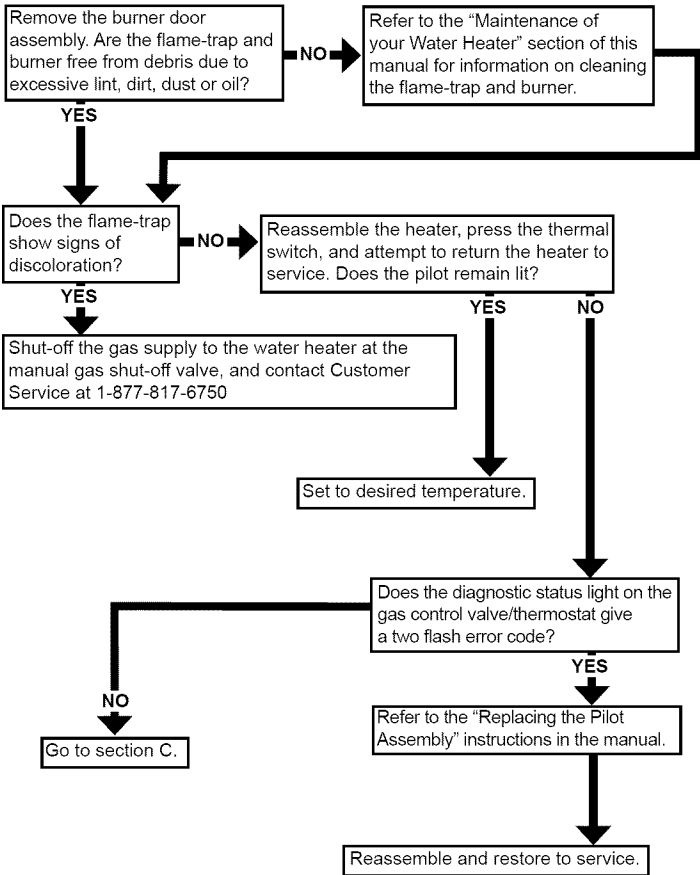 Remove the burner door
assembly. Are the flame-trap and
burner free from debris due to
excessive lint, dirt, dust or oil?
NO
Refer to the “Maintenance of
your Water Heater” section of this
manual for information on cleaning
the flame-trap and burner.
YES
Does the flame-trap
show signs of
discoloration?
NO
Reassemble the heater, press the thermal
switch, and attempt to return the heater to
service. Does the pilot remain lit?
YES
YES
NO
Shut-off the gas supply to the water heater at the
manual gas shut-off valve, and contact Customer
Service at 1-877-817-6750
Set to desired temperature.
Does the diagnostic status light on the
gas control valve/thermostat give
a two flash error code?
YES
NO
Refer to the “Replacing the Pilot
Assembly” instructions in the manual.
Go to section C.
Reassemble and restore to service.